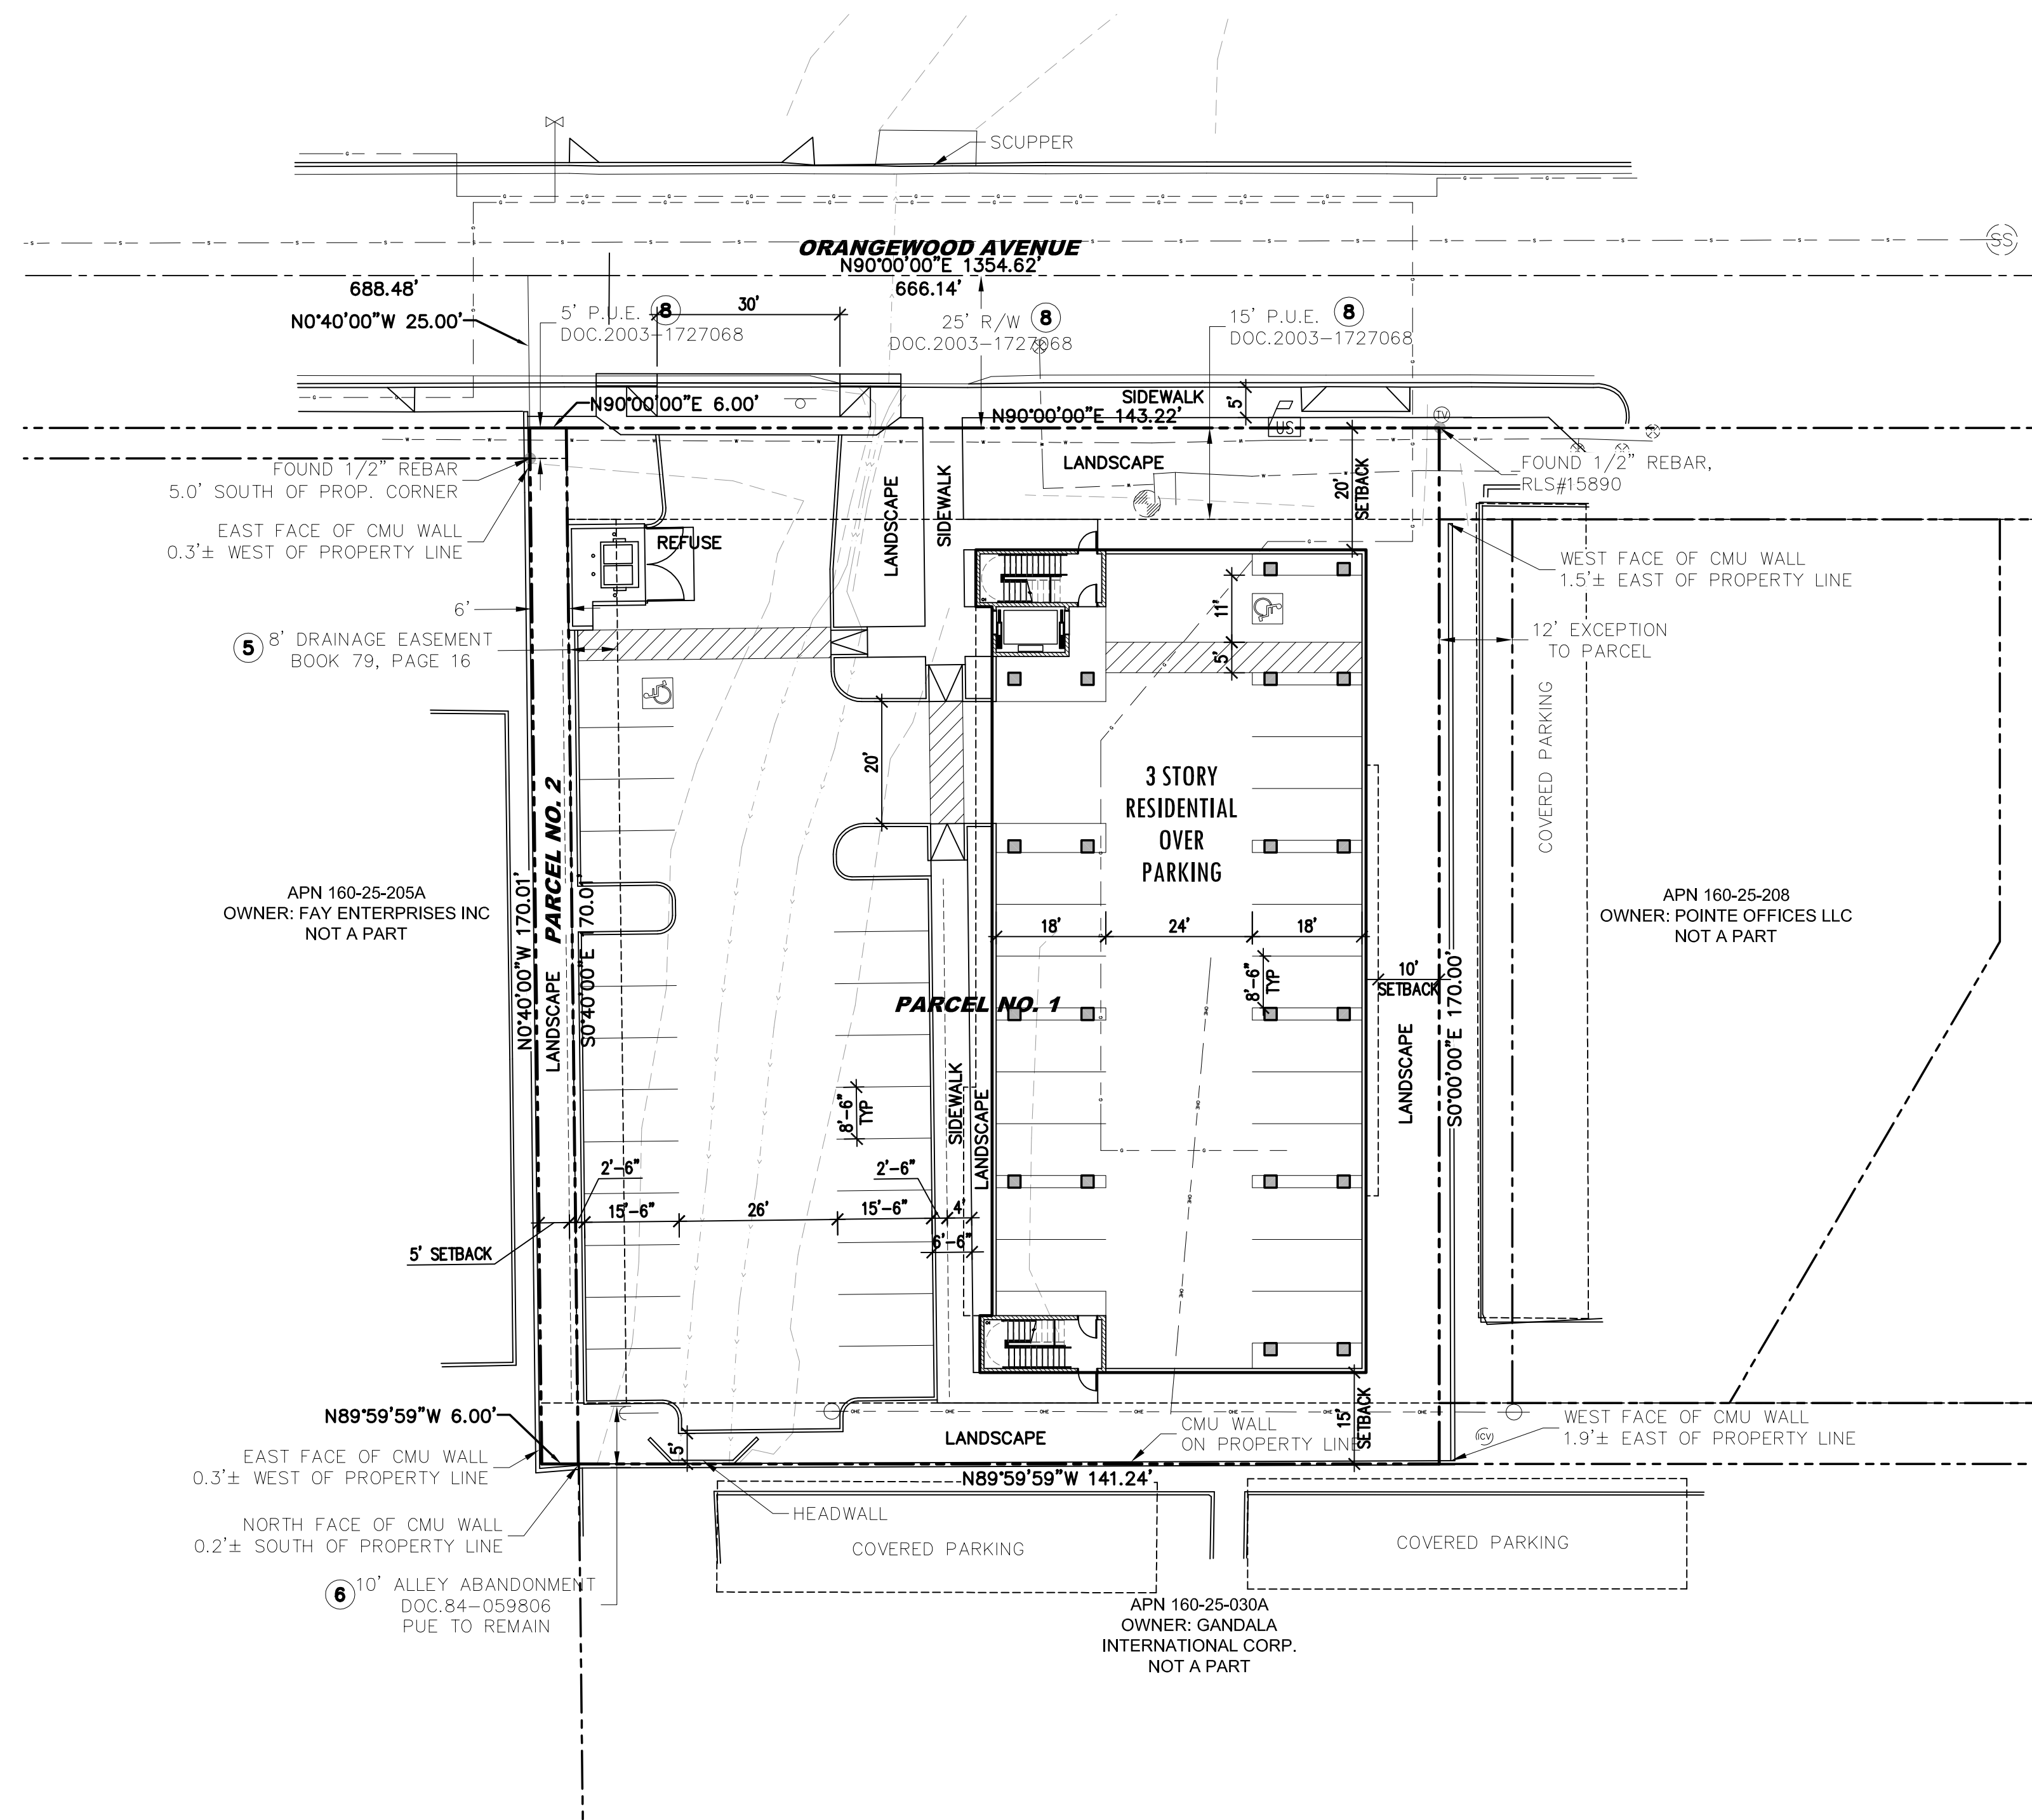 SCUPPER
ORANGEWOOD AVENUE
N90°00'00"E 1354.62'
688.48'
666.14'
N0°40'00"W 25.00'
5' P.U.E. 8
DOC.2003-1727068
30'
25' R/W 8
DOC.2003-1727068
15' P.U.E. 8
DOC.2003-1727068
SS
N90°00'00"E 6.00'
SIDEWALK
5'
N90°00'00"E 143.22'
US
TV
LANDSCAPE
20'
SETBACK
FOUND 1/2" REBAR
5.0' SOUTH OF PROP. CORNER
FOUND 1/2" REBAR,
RLS#15890
EAST FACE OF CMU WALL
0.3'± WEST OF PROPERTY LINE
REFUSE
LANDSCAPE
SIDEWALK
WEST FACE OF CMU WALL
1.5'± EAST OF PROPERTY LINE
6'
5 8' DRAINAGE EASEMENT
BOOK 79, PAGE 16
11'
5'
12' EXCEPTION
TO PARCEL
COVERED PARKING
20'
3 STORY
RESIDENTIAL
OVER
PARKING
PARCEL NO. 2
N0°40'00"W 170.01'
S0°40'00"E 170.01'
LANDSCAPE
APN 160-25-205A
OWNER: FAY ENTERPRISES INC
NOT A PART
APN 160-25-208
OWNER: POINTE OFFICES LLC
NOT A PART
18'
24'
18'
8'-6"
TYP
10'
SETBACK
PARCEL NO. 1
LANDSCAPE
S0°00'00"E 170.00'
8'-6"
TYP
SIDEWALK
LANDSCAPE
2'-6"
2'-6"
15'-6"
26'
15'-6"
4'
6'-6"
5' SETBACK
N89°59'59"W 6.00'
EAST FACE OF CMU WALL
0.3'± WEST OF PROPERTY LINE
5'
LANDSCAPE
CMU WALL
ON PROPERTY LINE
15'
SETBACK
ICV
WEST FACE OF CMU WALL
1.9'± EAST OF PROPERTY LINE
N89°59'59"W 141.24'
NORTH FACE OF CMU WALL
0.2'± SOUTH OF PROPERTY LINE
HEADWALL
COVERED PARKING
COVERED PARKING
6 10' ALLEY ABANDONMENT
DOC.84-059806
PUE TO REMAIN
APN 160-25-030A
OWNER: GANDALA
INTERNATIONAL CORP.
NOT A PART